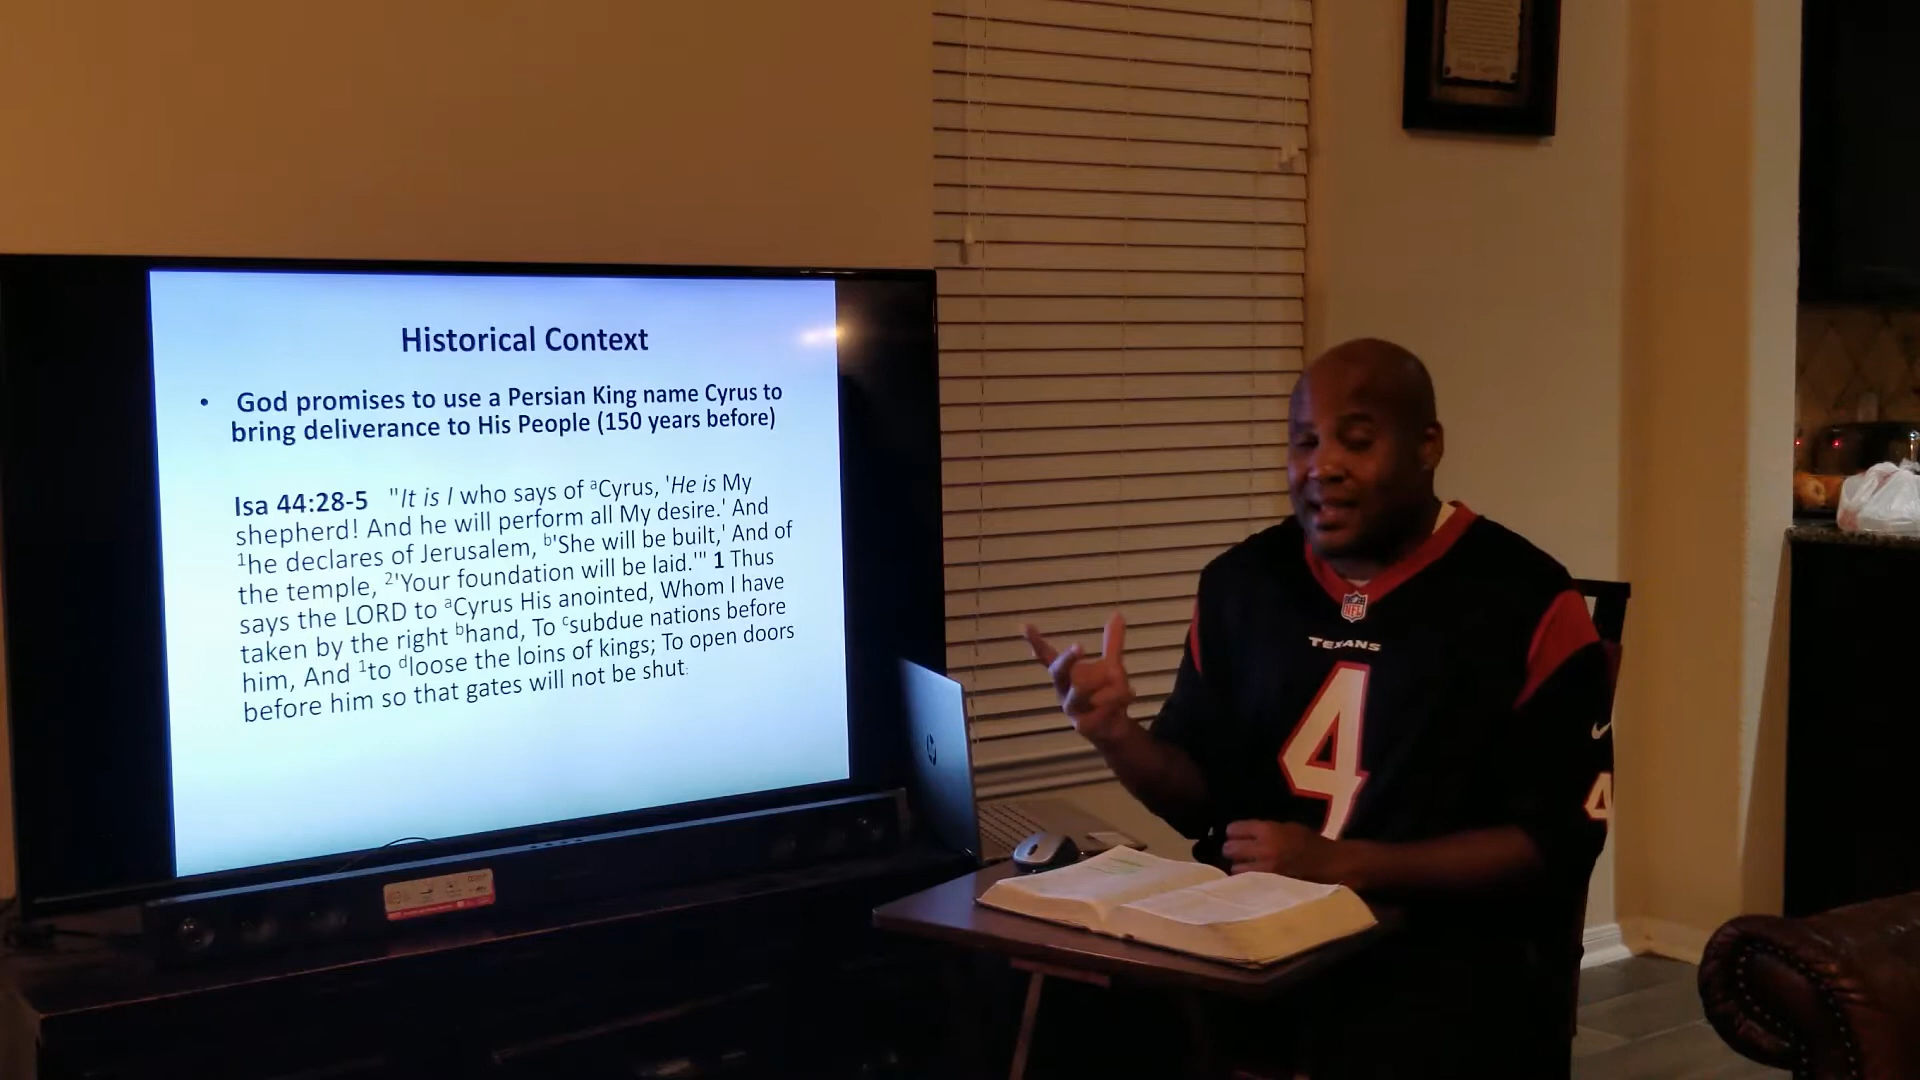 Historical Context
• God promises to use a Persian King name Cyrus to
bring deliverance to His People (150 years before)
Isa 44:28-5 "It is I who says of ᵃCyrus, 'He is My
shepherd! And he will perform all My desire.' And
¹he declares of Jerusalem, ᵇ'She will be built,' And of
the temple, ²'Your foundation will be laid.'" 1 Thus
says the LORD to ᵃCyrus His anointed, Whom I have
taken by the right ᵇhand, To ᶜsubdue nations before
him, And ¹to ᵈloose the loins of kings; To open doors
before him so that gates will not be shut:
hp
NFL
TEXANS
4
4